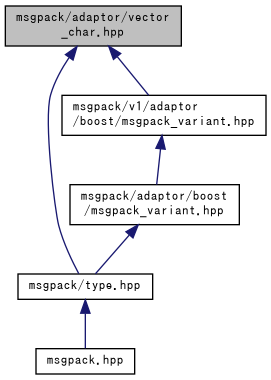 msgpack/adaptor/vector
_char.hpp
msgpack/v1/adaptor
/boost/msgpack_variant.hpp
msgpack/adaptor/boost
/msgpack_variant.hpp
msgpack/type.hpp
msgpack.hpp